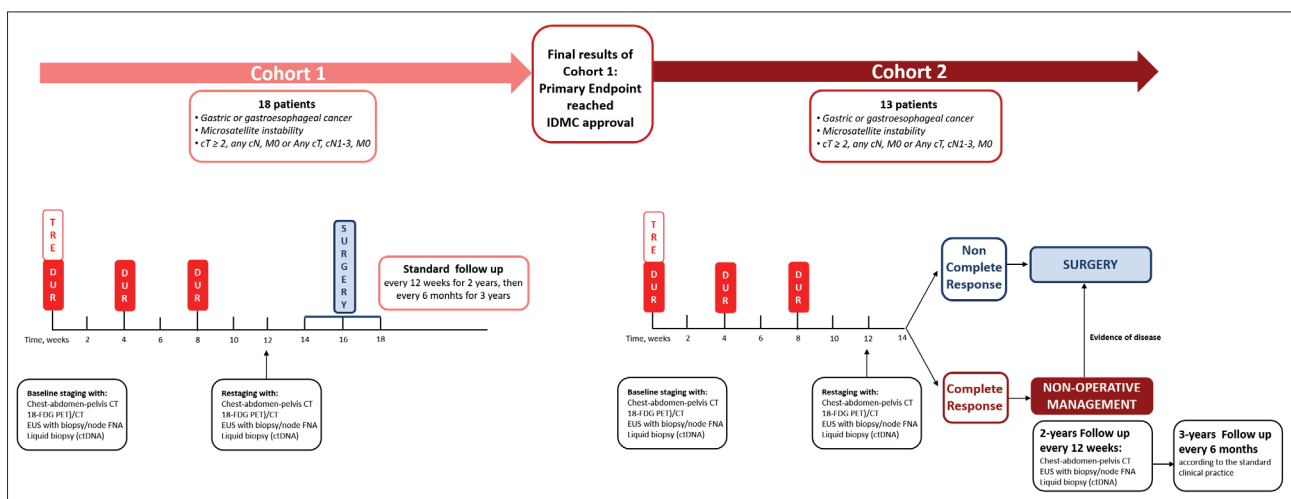 Cohort 1
18 patients
• Gastric or gastroesophageal cancer
• Microsatellite instability
• cT ≥ 2, any cN, M0 or Any cT, cN1-3, M0
Final results of
Cohort 1:
Primary Endpoint
reached
IDMC approval
Cohort 2
13 patients
• Gastric or gastroesophageal cancer
• Microsatellite instability
• cT ≥ 2, any cN, M0 or Any cT, cN1-3, M0
TRE
DUR
DUR
DUR
SURGERY
Standard follow up
every 12 weeks for 2 years, then
every 6 monhts for 3 years
Time, weeks 2 4 6 8 10 12 14 16 18
Baseline staging with:
Chest-abdomen-pelvis CT
18-FDG PET)/CT
EUS with biopsy/node FNA
Liquid biopsy (ctDNA)
Restaging with:
Chest-abdomen-pelvis CT
18-FDG PET)/CT
EUS with biopsy/node FNA
Liquid biopsy (ctDNA)
TRE
DUR
DUR
DUR
Time, weeks 2 4 6 8 10 12 14
Baseline staging with:
Chest-abdomen-pelvis CT
18-FDG PET)/CT
EUS with biopsy/node FNA
Liquid biopsy (ctDNA)
Restaging with:
Chest-abdomen-pelvis CT
18-FDG PET)/CT
EUS with biopsy/node FNA
Liquid biopsy (ctDNA)
Non
Complete
Response
SURGERY
Evidence of disease
Complete
Response
NON-OPERATIVE
MANAGEMENT
2-years Follow up
every 12 weeks:
Chest-abdomen-pelvis CT
EUS with biopsy/node FNA
Liquid biopsy (ctDNA)
3-years Follow up
every 6 months
according to the standard
clinical practice